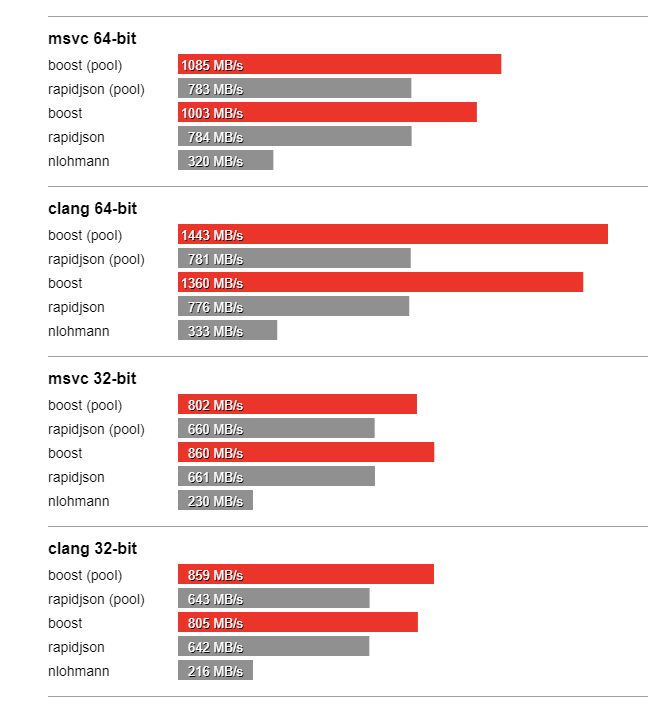 msvc 64-bit
boost (pool) 1085 MB/s
rapidjson (pool) 783 MB/s
boost 1003 MB/s
rapidjson 784 MB/s
nlohmann 320 MB/s
clang 64-bit
boost (pool) 1443 MB/s
rapidjson (pool) 781 MB/s
boost 1360 MB/s
rapidjson 776 MB/s
nlohmann 333 MB/s
msvc 32-bit
boost (pool) 802 MB/s
rapidjson (pool) 660 MB/s
boost 860 MB/s
rapidjson 661 MB/s
nlohmann 230 MB/s
clang 32-bit
boost (pool) 859 MB/s
rapidjson (pool) 643 MB/s
boost 805 MB/s
rapidjson 642 MB/s
nlohmann 216 MB/s